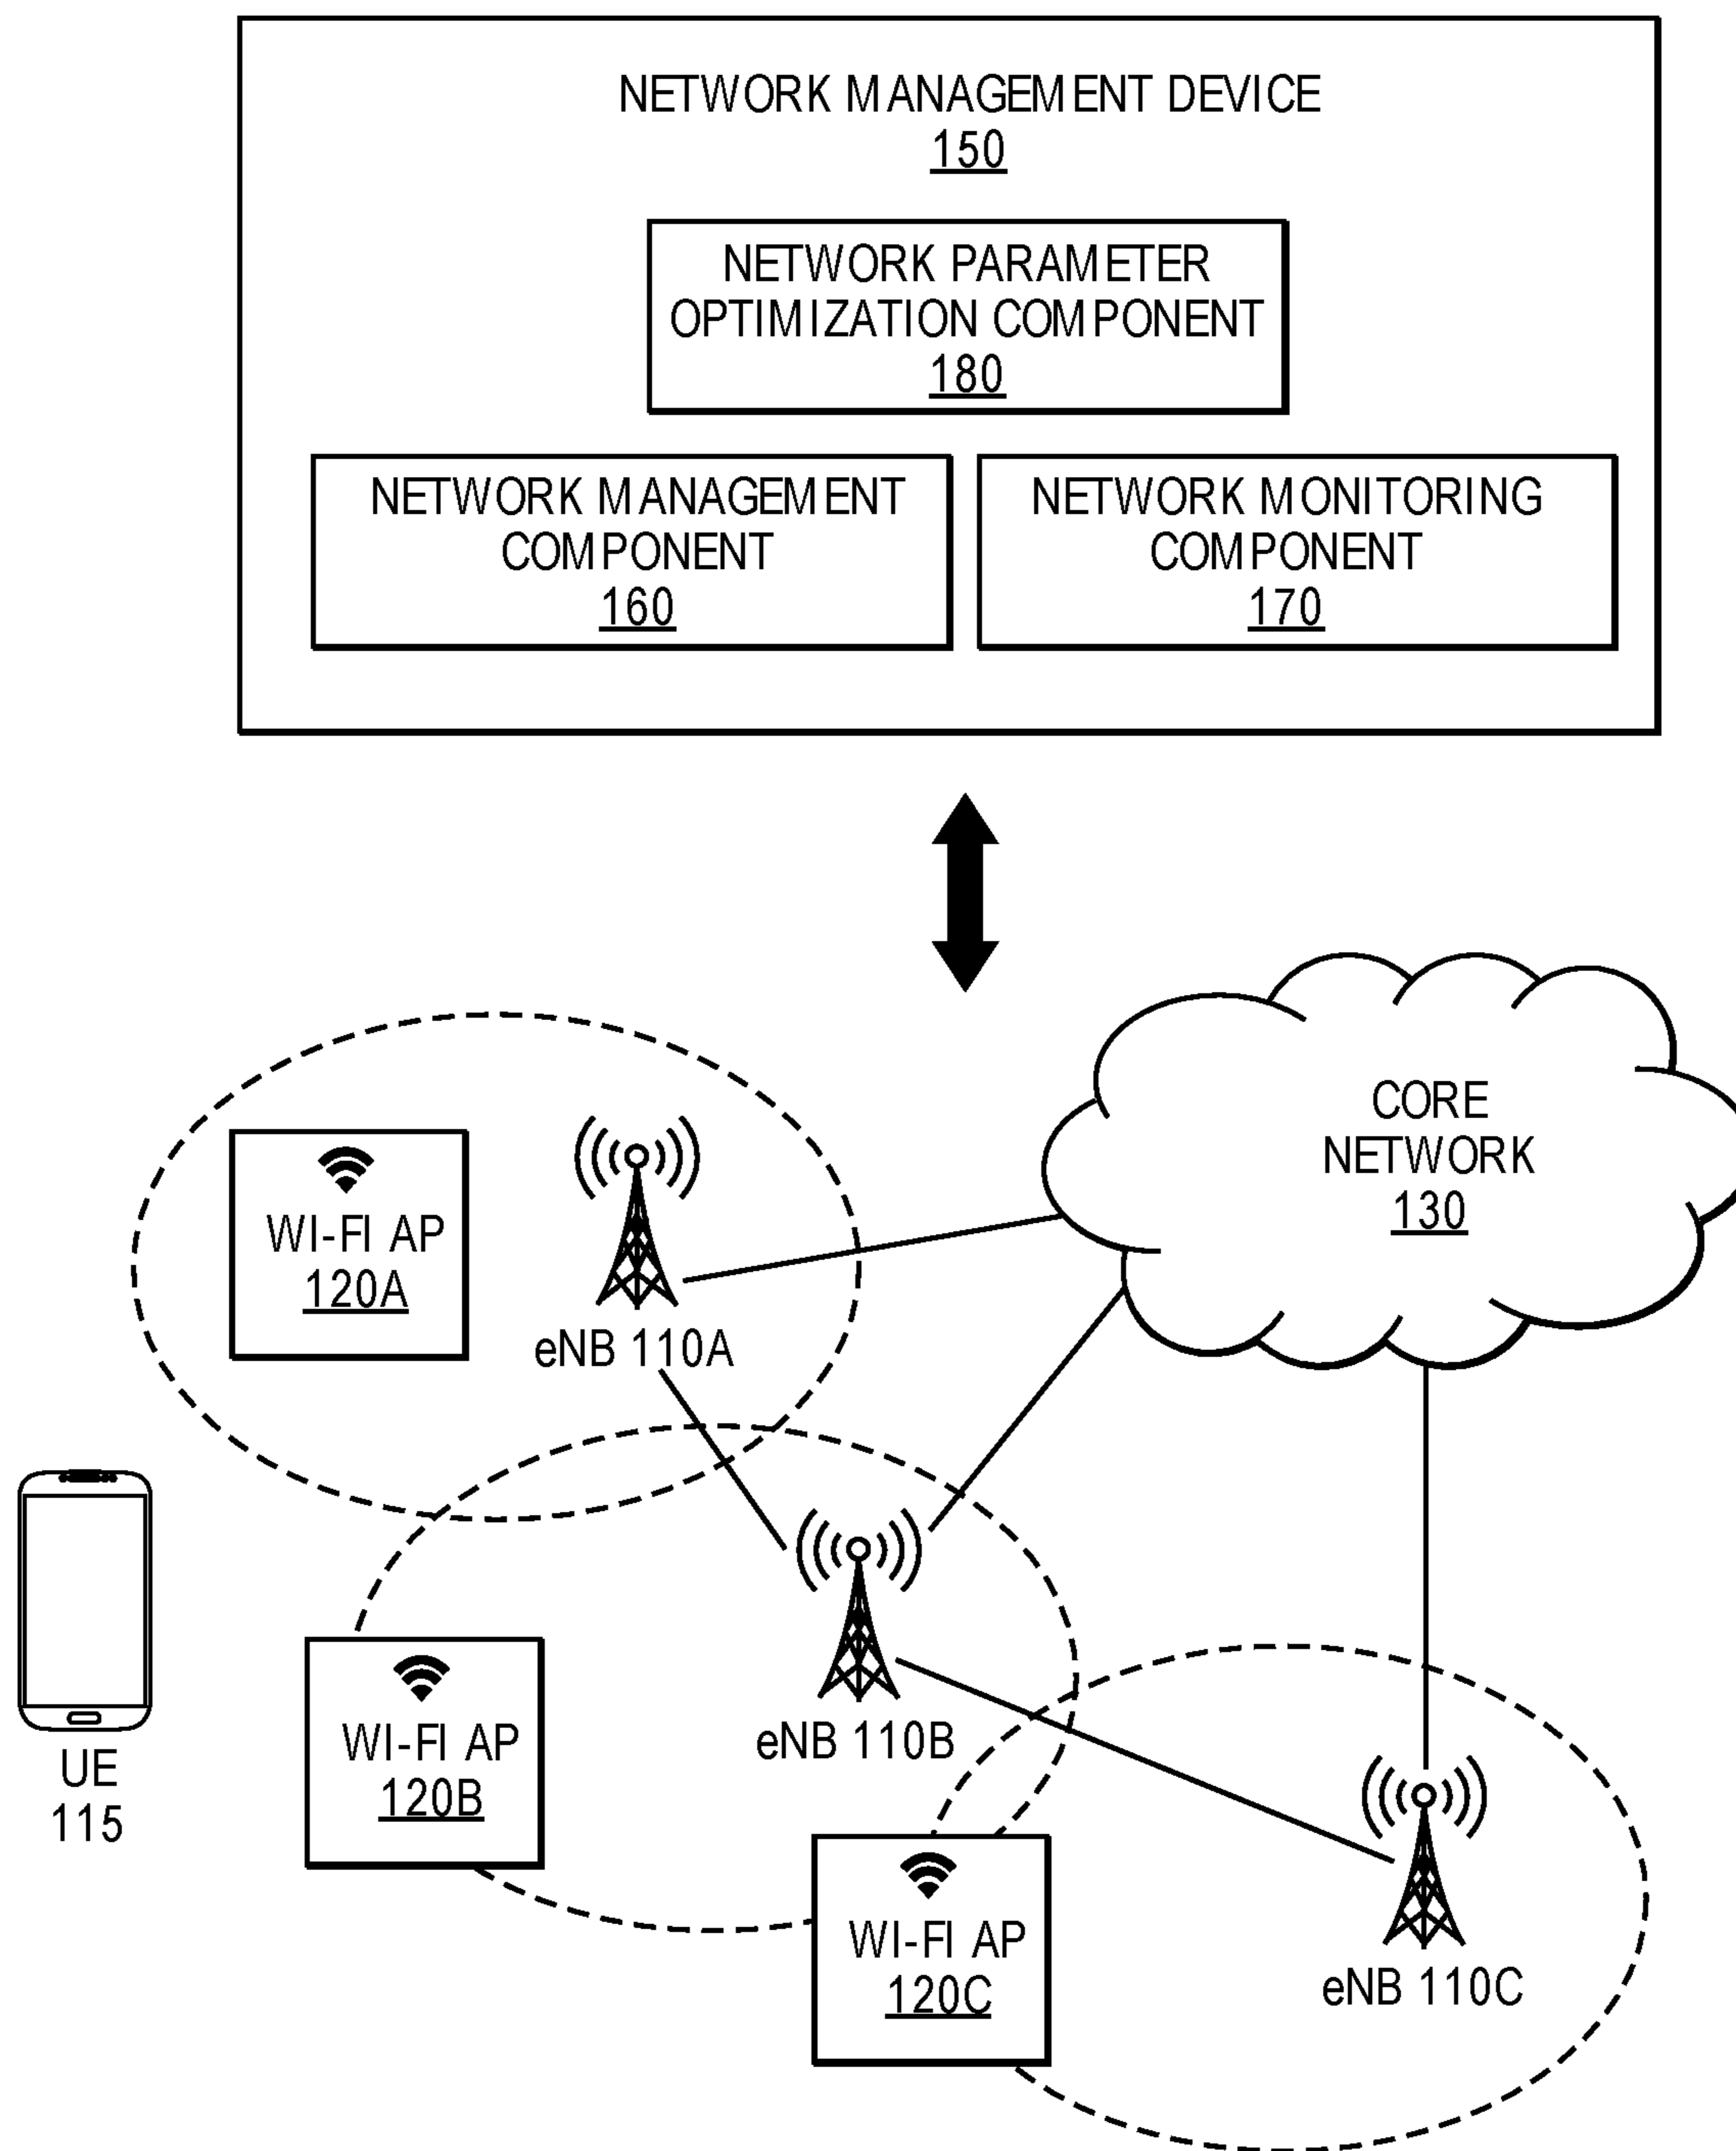 NETWORK MANAGEMENT DEVICE
150
NETWORK PARAMETER
OPTIMIZATION COMPONENT
180
NETWORK MANAGEMENT
COMPONENT
160
NETWORK MONITORING
COMPONENT
170
CORE
NETWORK
130
WI-FI AP
120A
eNB 110A
UE
115
WI-FI AP
120B
eNB 110B
WI-FI AP
120C
eNB 110C